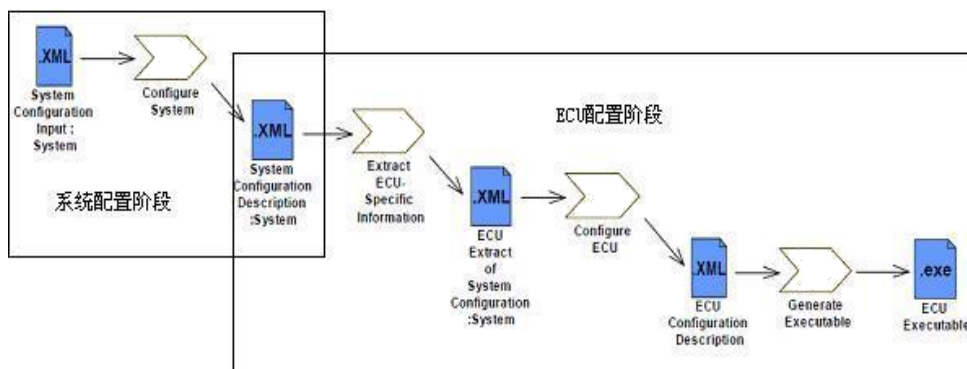 .XML
System
Configuration
Input :
System
Configure
System
系统配置阶段
.XML
System
Configuration
Description
:System
ECU配置阶段
Extract
ECU-
Specific
Information
.XML
ECU
Extract
of
System
Configuration
:System
Configure
ECU
.XML
ECU
Configuration
Description
Generate
Executable
.exe
ECU
Executable